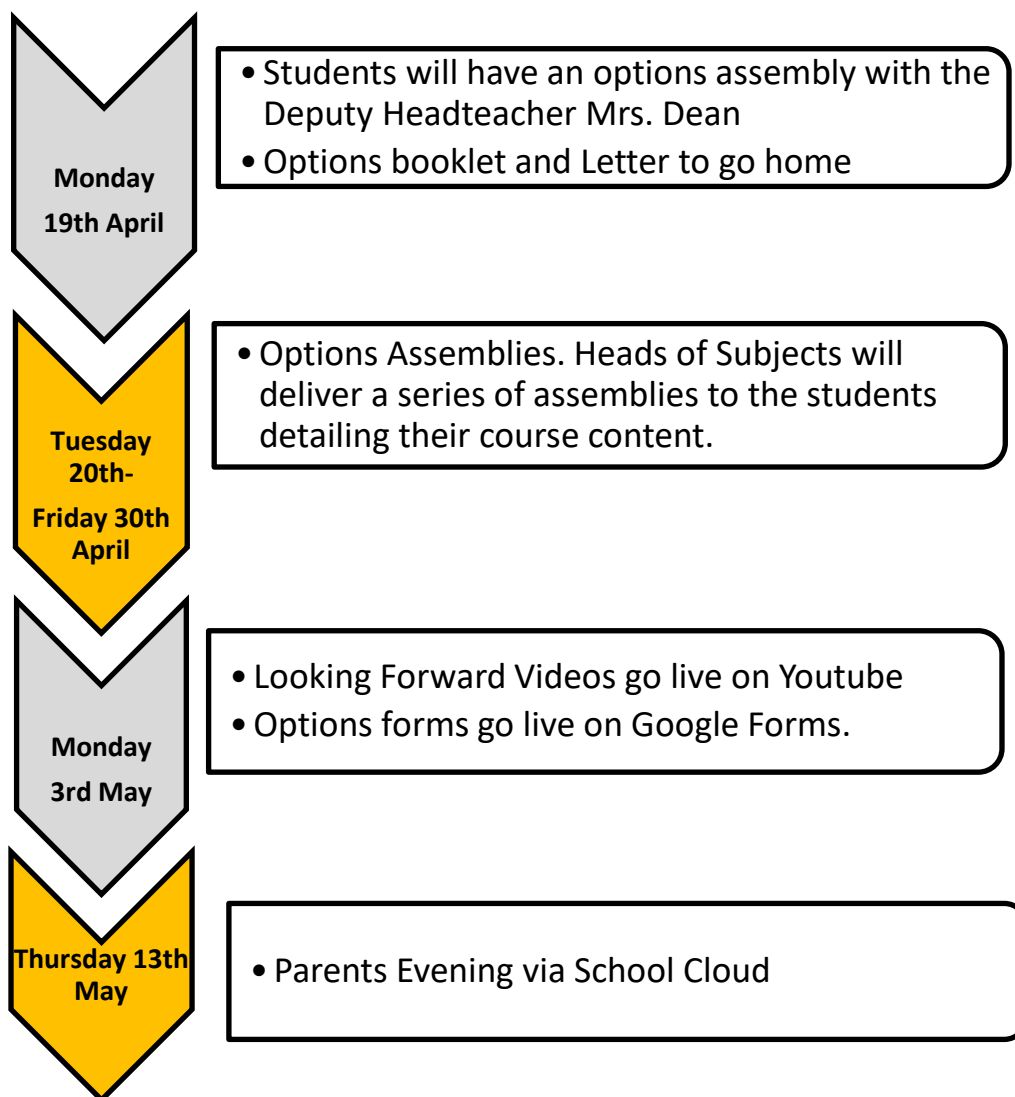 Monday
19th April
• Students will have an options assembly with the
Deputy Headteacher Mrs. Dean
• Options booklet and Letter to go home
Tuesday
20th-
Friday 30th
April
• Options Assemblies. Heads of Subjects will
deliver a series of assemblies to the students
detailing their course content.
Monday
3rd May
• Looking Forward Videos go live on Youtube
• Options forms go live on Google Forms.
Thursday 13th
May
• Parents Evening via School Cloud